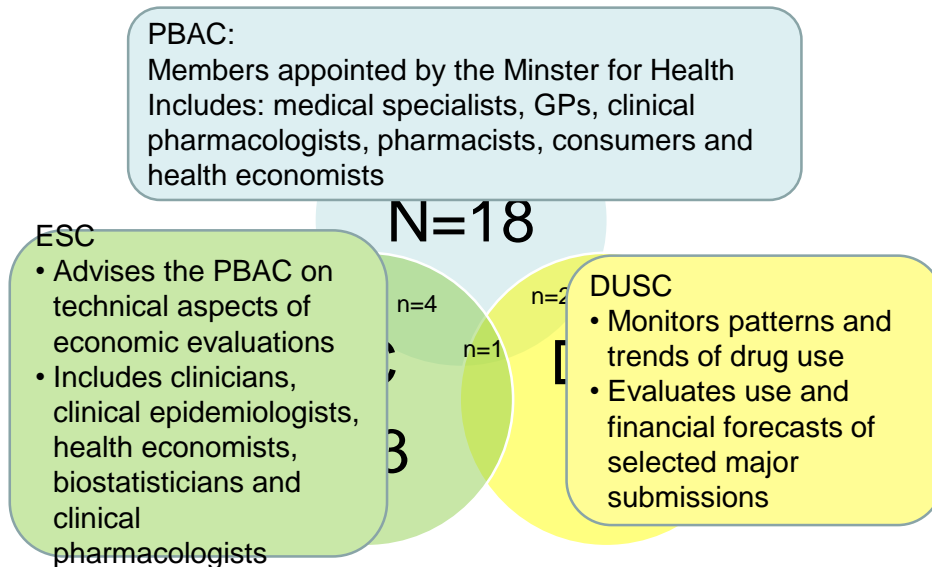 PBAC:
Members appointed by the Minster for Health
Includes: medical specialists, GPs, clinical
pharmacologists, pharmacists, consumers and
health economists
N=18
ESC
• Advises the PBAC on
technical aspects of
economic evaluations
• Includes clinicians,
clinical epidemiologists,
health economists,
biostatisticians and
clinical
pharmacologists
n=4
n=1
n=2
DUSC
• Monitors patterns and
trends of drug use
• Evaluates use and
financial forecasts of
selected major
submissions